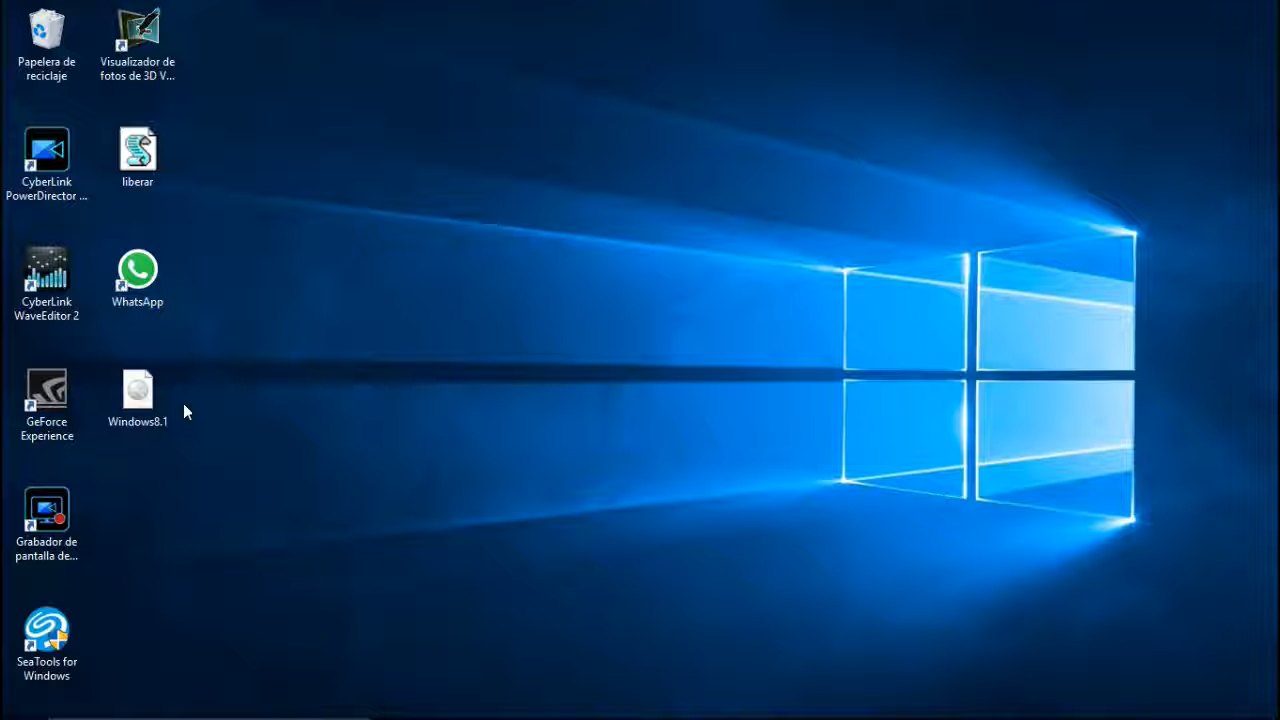 Papelera de
reciclaje
Visualizador de
fotos de 3D V...
CyberLink
PowerDirector ...
liberar
CyberLink
WaveEditor 2
WhatsApp
GeForce
Experience
Windows8.1
Grabador de
pantalla de...
SeaTools for
Windows